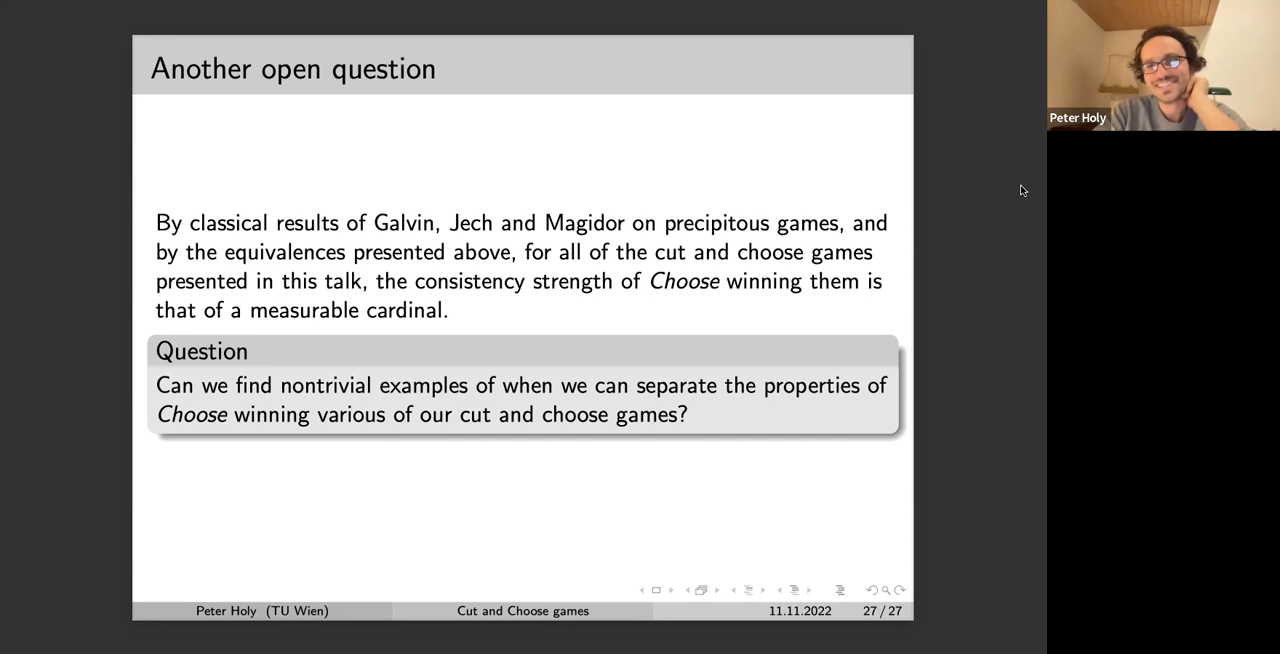 Another open question
By classical results of Galvin, Jech and Magidor on precipitous games, and
by the equivalences presented above, for all of the cut and choose games
presented in this talk, the consistency strength of Choose winning them is
that of a measurable cardinal.
Question
Can we find nontrivial examples of when we can separate the properties of
Choose winning various of our cut and choose games?
Peter Holy (TU Wien) Cut and Choose games 11.11.2022 27 / 27
Peter Holy